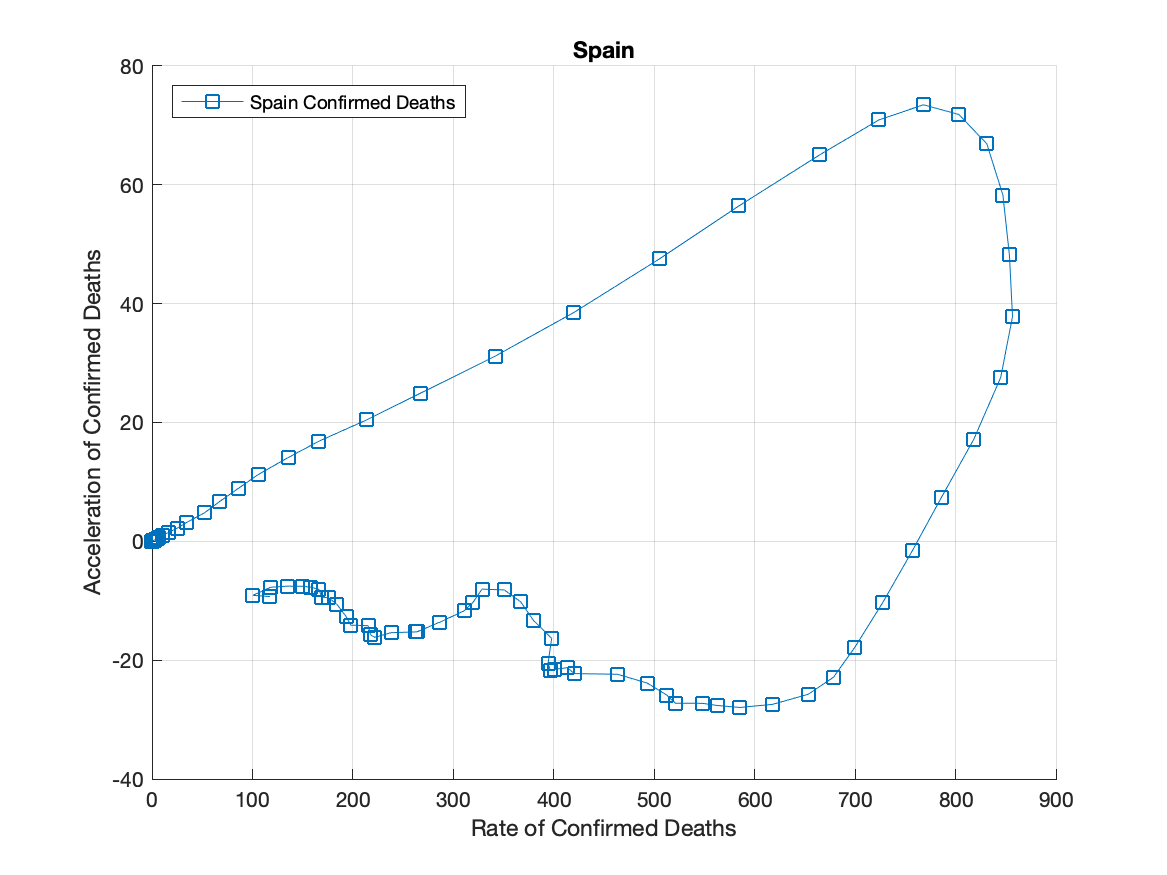 Spain
Spain Confirmed Deaths
80
60
40
20
0
-20
-40
Acceleration of Confirmed Deaths
0 100 200 300 400 500 600 700 800 900
Rate of Confirmed Deaths